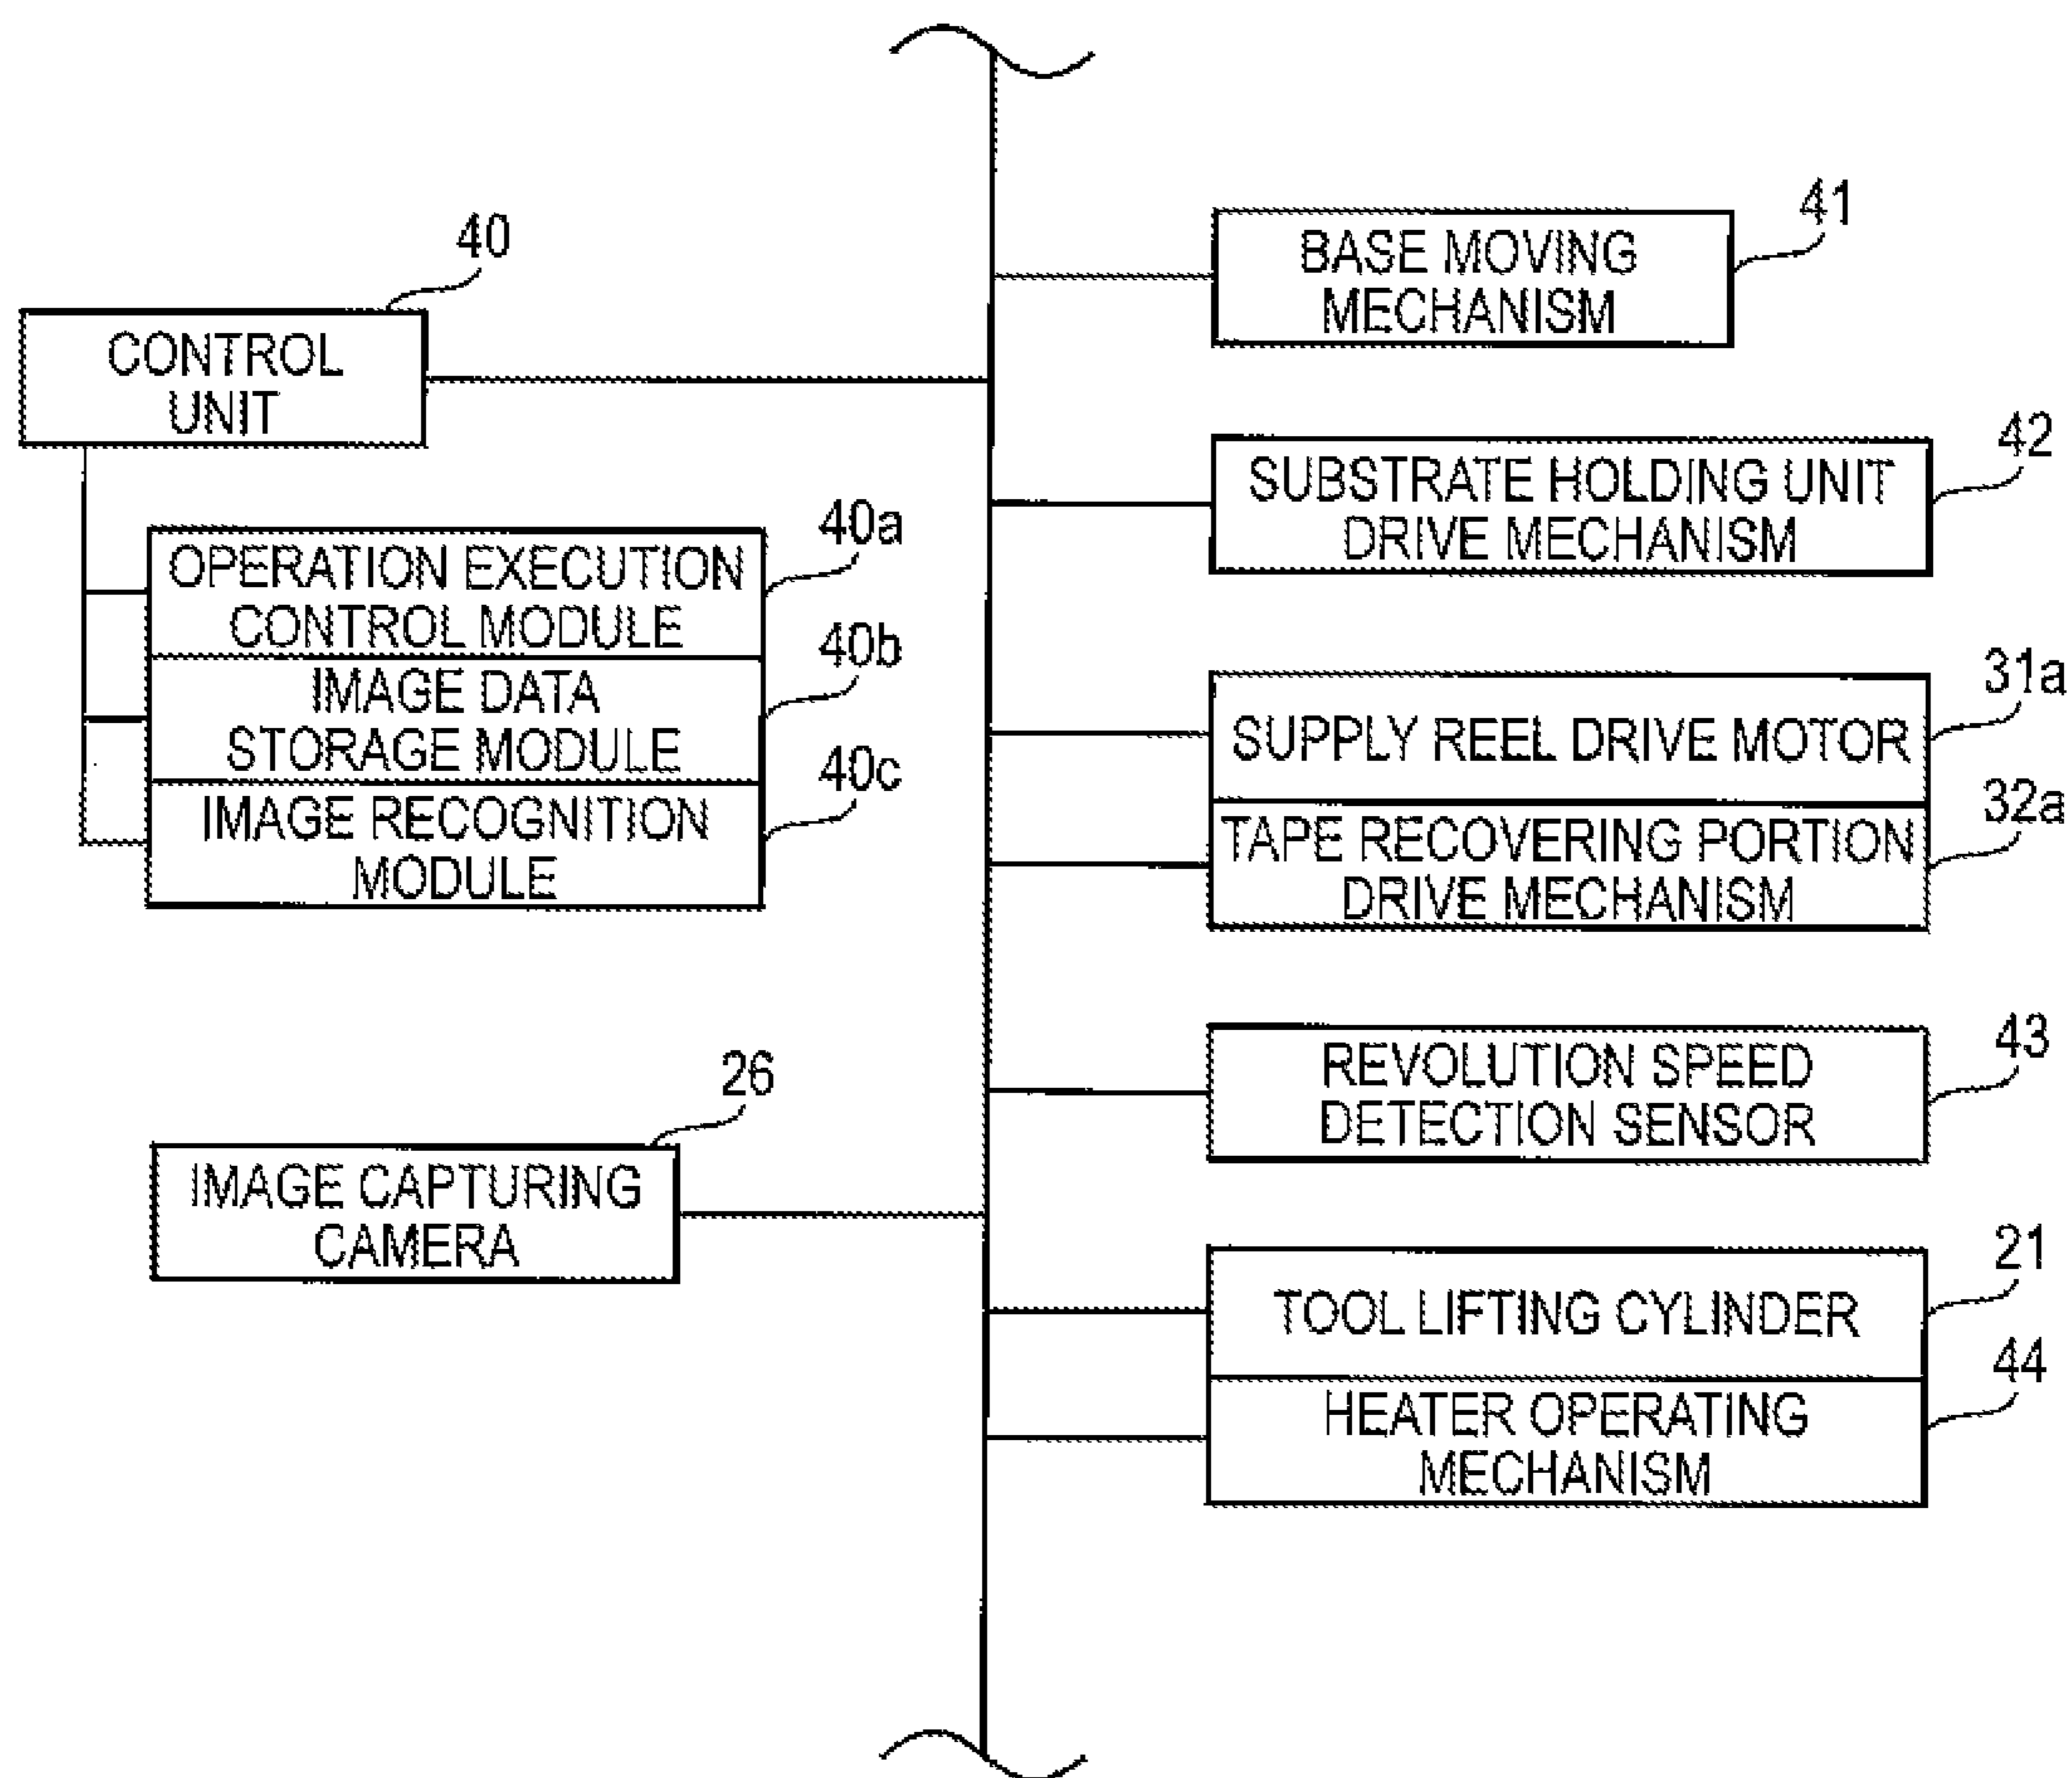 40
CONTROL
UNIT
40a
OPERATION EXECUTION
CONTROL MODULE
40b
IMAGE DATA
STORAGE MODULE
40c
IMAGE RECOGNITION
MODULE
26
IMAGE CAPTURING
CAMERA
41
BASE MOVING
MECHANISM
42
SUBSTRATE HOLDING UNIT
DRIVE MECHANISM
31a
SUPPLY REEL DRIVE MOTOR
32a
TAPE RECOVERING PORTION
DRIVE MECHANISM
43
REVOLUTION SPEED
DETECTION SENSOR
21
TOOL LIFTING CYLINDER
44
HEATER OPERATING
MECHANISM